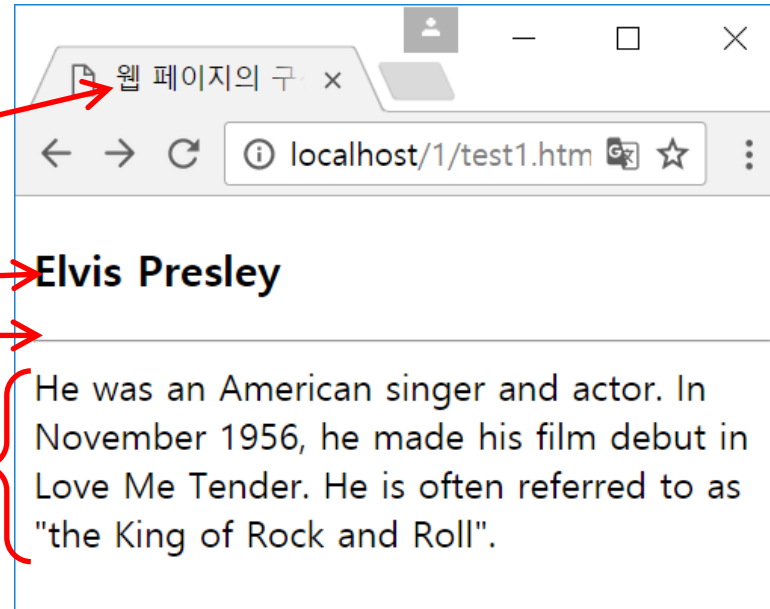 웹 페이지의 구
localhost/1/test1.htm
Elvis Presley
He was an American singer and actor. In
November 1956, he made his film debut in
Love Me Tender. He is often referred to as
"the King of Rock and Roll".